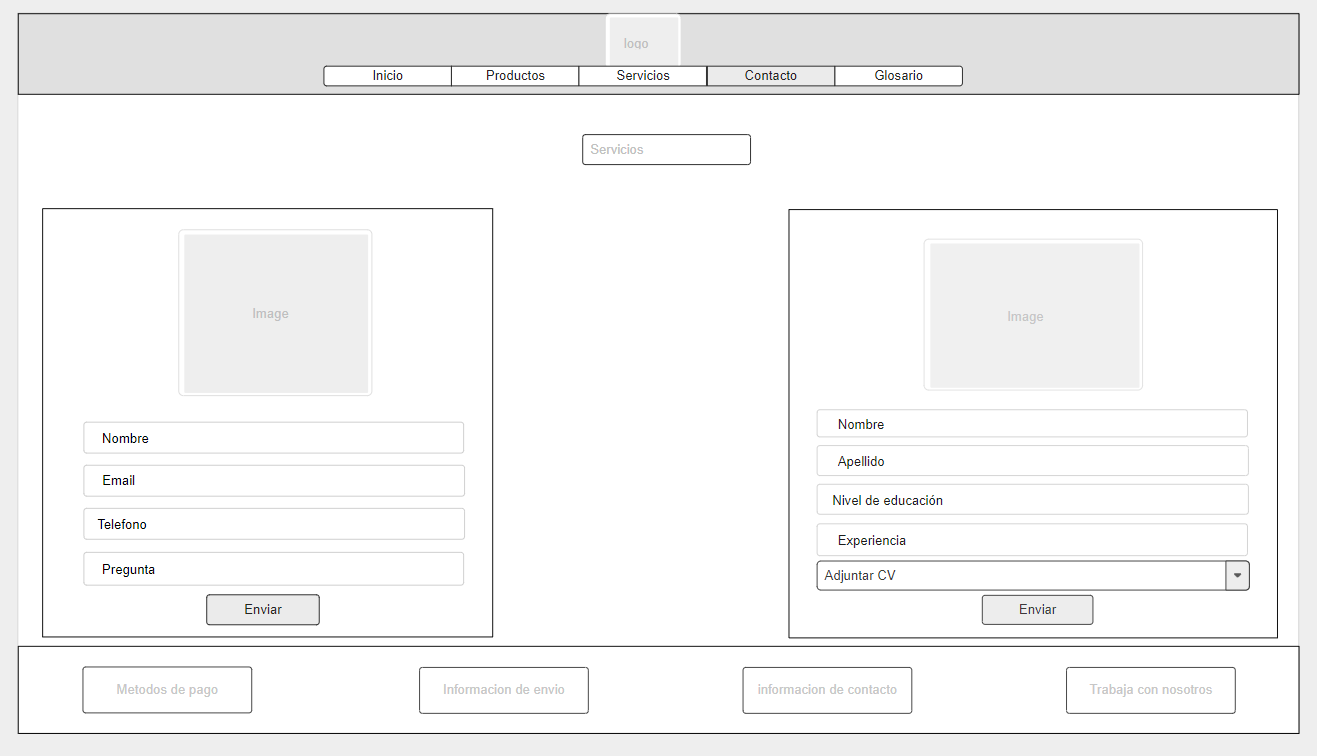 logo
Inicio
Productos
Servicios
Contacto
Glosario
Servicios
Image
Nombre
Email
Telefono
Pregunta
Enviar
Image
Nombre
Apellido
Nivel de educación
Experiencia
Adjuntar CV
Enviar
Metodos de pago
Informacion de envio
informacion de contacto
Trabaja con nosotros